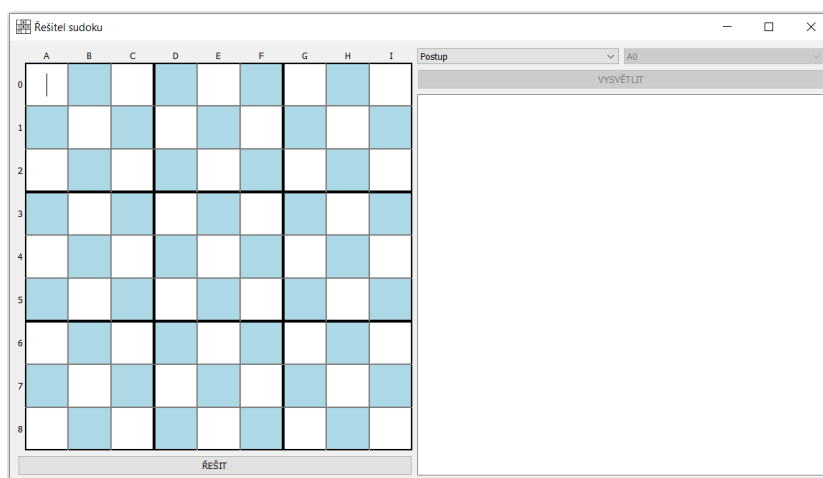 Řešitel sudoku
A B C D E F G H I
Postup
A0
VYSVĚTLIT
0
1
2
3
4
5
6
7
8
ŘEŠIT